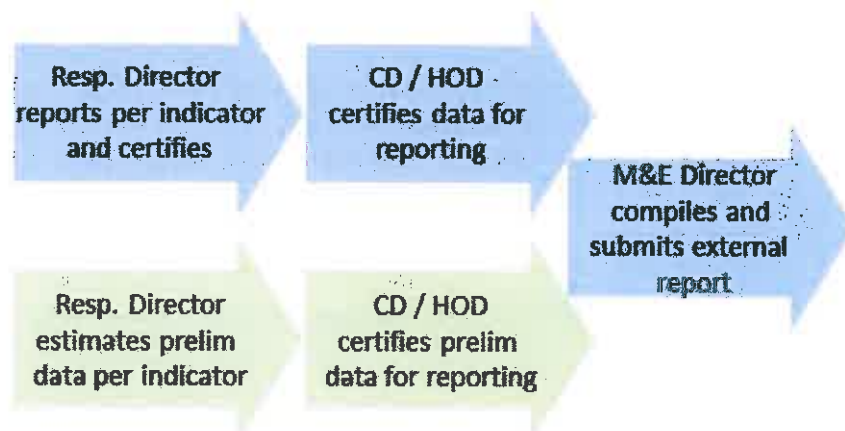 Resp. Director
reports per indicator
and certifies
CD / HOD
certifies data for
reporting
M&E Director
compiles and
submits external
report
Resp. Director
estimates prelim
data per indicator
CD / HOD
certifies prelim
data for reporting